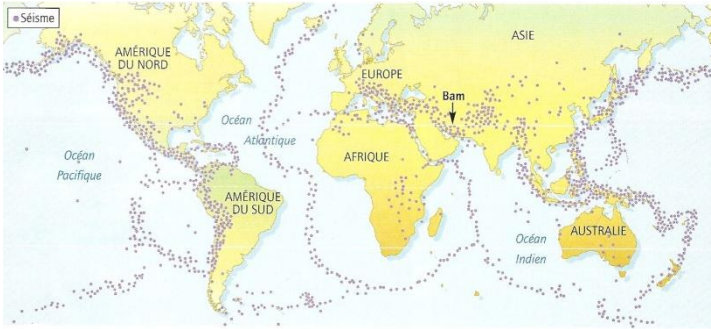 Séisme
ASIE
AMÉRIQUE
DU NORD
EUROPE
Bam
Océan
Atlantique
Océan
Pacifique
AFRIQUE
AMÉRIQUE
DU SUD
Océan
Indien
AUSTRALIE